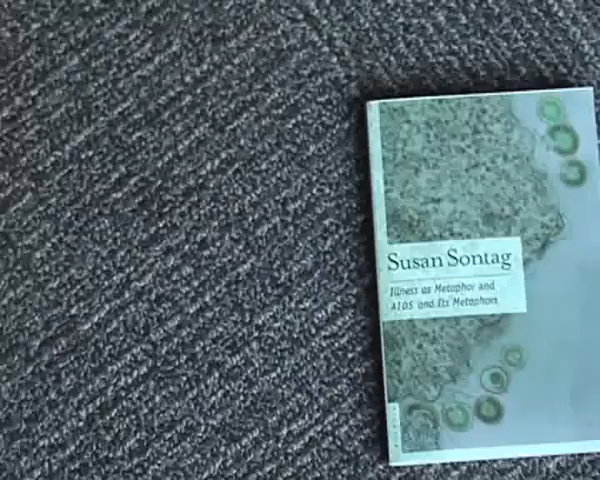 Susan Sontag
Illness as Metaphor and
AIDS and Its Metaphors